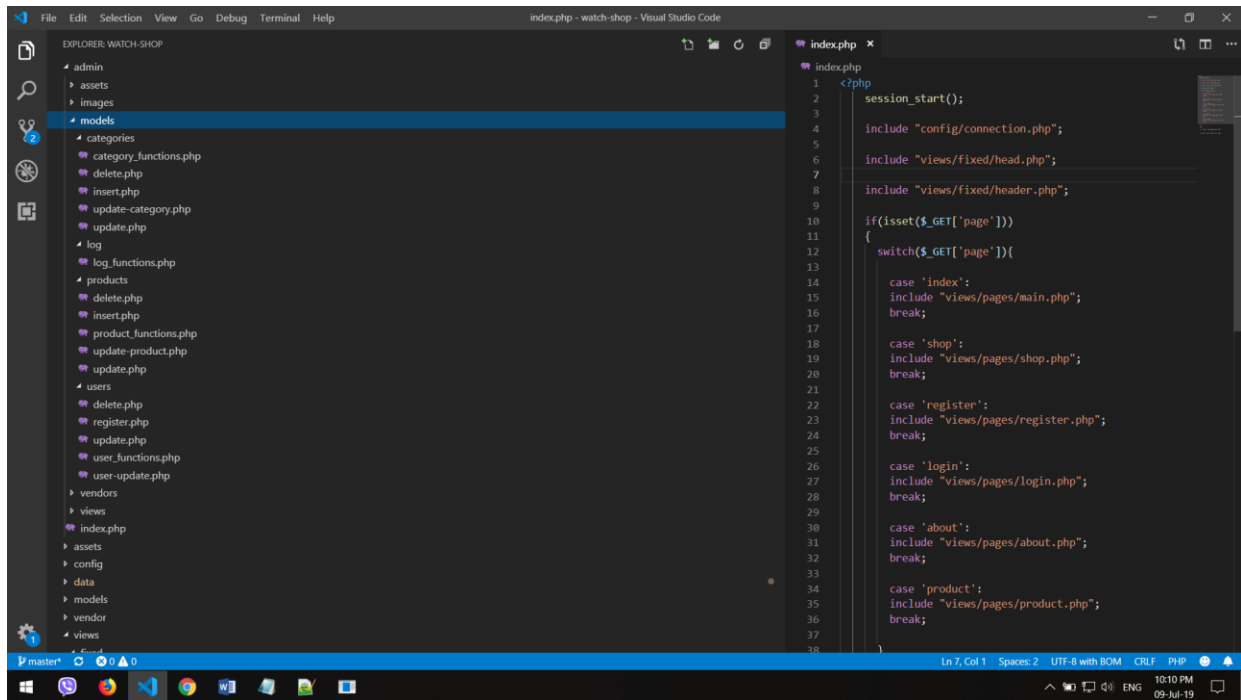 File Edit Selection View Go Debug Terminal Help
index.php - watch-shop - Visual Studio Code
EXPLORER: WATCH-SHOP
admin
assets
images
models
categories
category_functions.php
delete.php
insert.php
update-category.php
update.php
log
log_functions.php
products
delete.php
insert.php
product_functions.php
update-product.php
update.php
users
delete.php
register.php
update.php
user_functions.php
user-update.php
vendors
views
index.php
assets
config
data
models
vendor
views
fixed
index.php
index.php
1 <?php
2 session_start();
3
4 include "config/connection.php";
5
6 include "views/fixed/head.php";
7
8 include "views/fixed/header.php";
9
10 if(isset($_GET['page']))
11 {
12 switch($_GET['page']){
13
14 case 'index':
15 include "views/pages/main.php";
16 break;
17
18 case 'shop':
19 include "views/pages/shop.php";
20 break;
21
22 case 'register':
23 include "views/pages/register.php";
24 break;
25
26 case 'login':
27 include "views/pages/login.php";
28 break;
29
30 case 'about':
31 include "views/pages/about.php";
32 break;
33
34 case 'product':
35 include "views/pages/product.php";
36 break;
37
38 }
2
1
master* 0 0
Ln 7, Col 1 Spaces: 2 UTF-8 with BOM CRLF PHP
ENG
10:10 PM
09-Jul-19